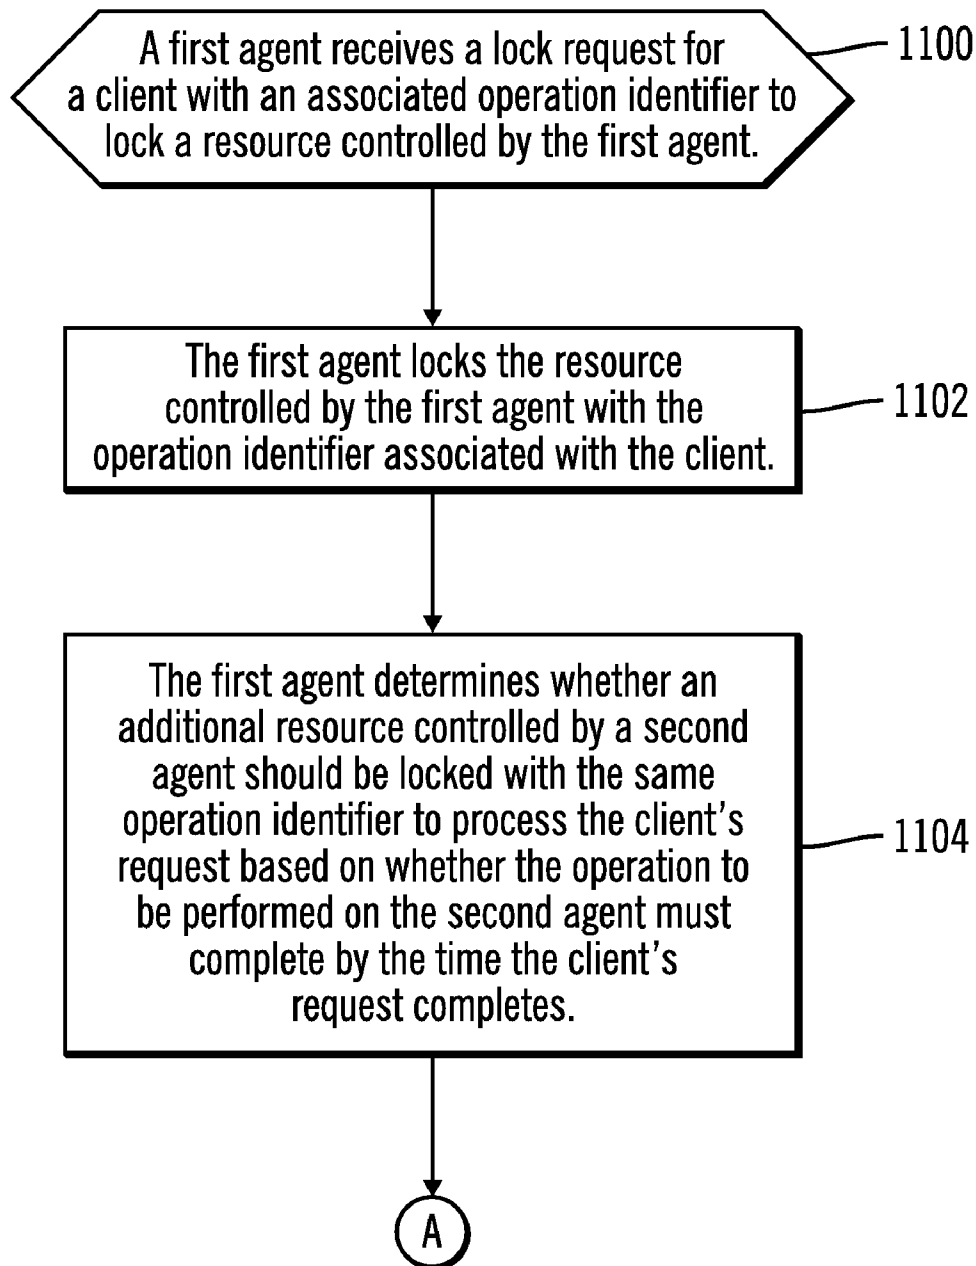 A first agent receives a lock request for
a client with an associated operation identifier to
lock a resource controlled by the first agent.
1100
The first agent locks the resource
controlled by the first agent with the
operation identifier associated with the client.
1102
The first agent determines whether an
additional resource controlled by a second
agent should be locked with the same
operation identifier to process the client's
request based on whether the operation to
be performed on the second agent must
complete by the time the client's
request completes.
1104
A